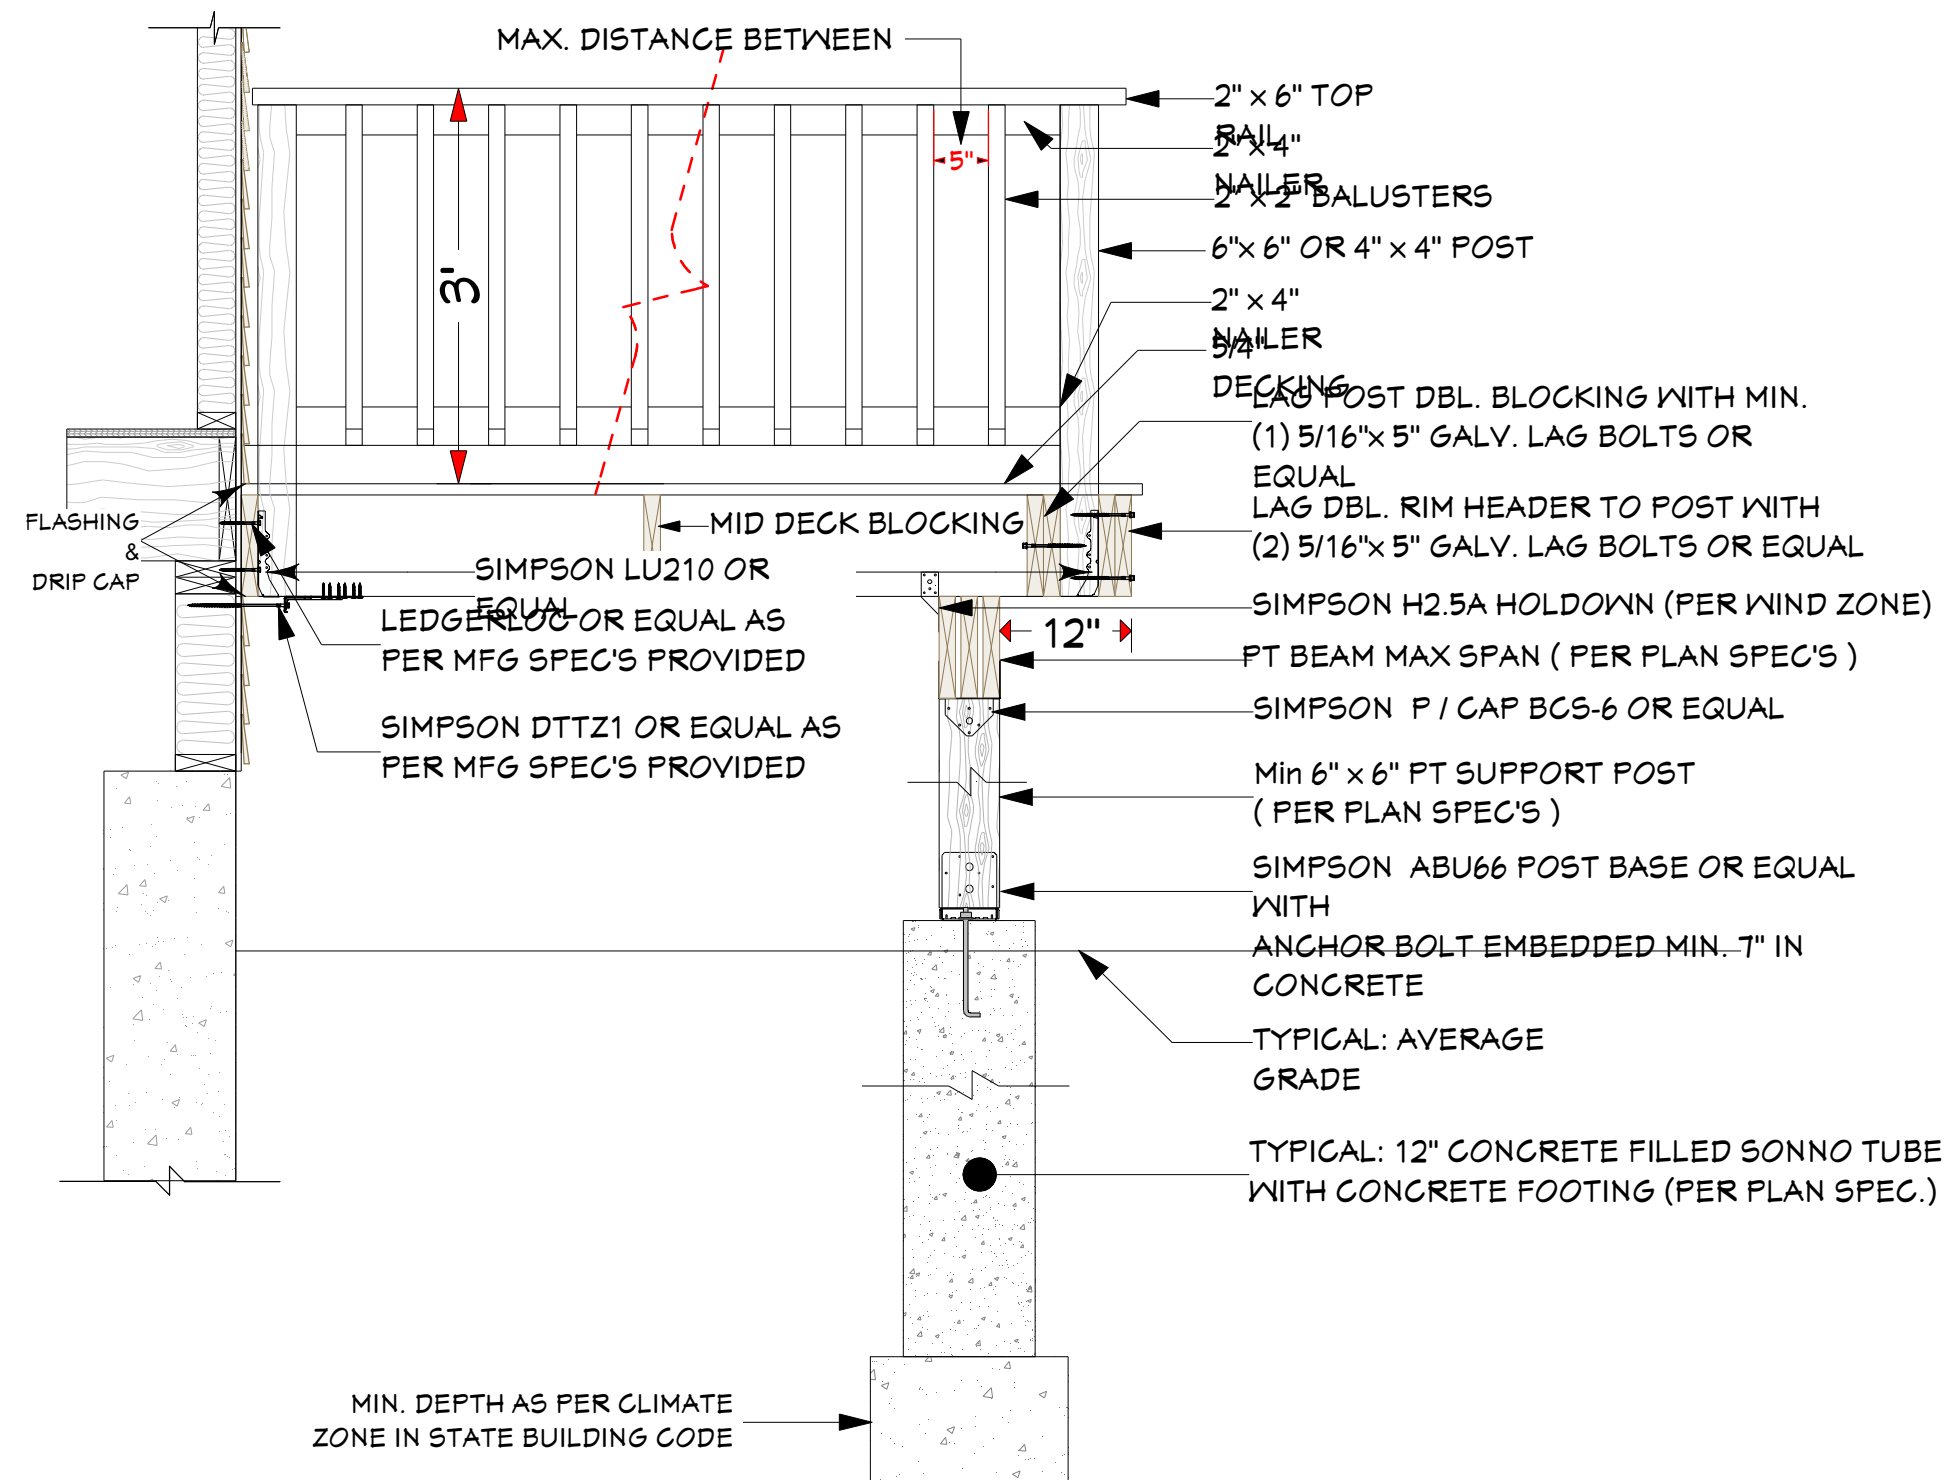 MAX. DISTANCE BETWEEN
2" x 6" TOP
RAIL
2" x 4"
NAILER
5"
2" x 2" BALUSTERS
6"x 6" OR 4" x 4" POST
3'
2" x 4"
NAILER
5/4"
DECKING
LAG POST DBL. BLOCKING WITH MIN.
(1) 5/16"x 5" GALV. LAG BOLTS OR
EQUAL
LAG DBL. RIM HEADER TO POST WITH
(2) 5/16"x 5" GALV. LAG BOLTS OR EQUAL
FLASHING
&
DRIP CAP
MID DECK BLOCKING
SIMPSON LU210 OR
EQUAL
LEDGERLOC OR EQUAL AS
PER MFG SPEC'S PROVIDED
SIMPSON H2.5A HOLDOWN (PER WIND ZONE)
12"
PT BEAM MAX SPAN ( PER PLAN SPEC'S )
SIMPSON P / CAP BCS-6 OR EQUAL
SIMPSON DTTZ1 OR EQUAL AS
PER MFG SPEC'S PROVIDED
Min 6" x 6" PT SUPPORT POST
( PER PLAN SPEC'S )
SIMPSON ABU66 POST BASE OR EQUAL
WITH
ANCHOR BOLT EMBEDDED MIN. 7" IN
CONCRETE
TYPICAL: AVERAGE
GRADE
TYPICAL: 12" CONCRETE FILLED SONNO TUBE
WITH CONCRETE FOOTING (PER PLAN SPEC.)
MIN. DEPTH AS PER CLIMATE
ZONE IN STATE BUILDING CODE